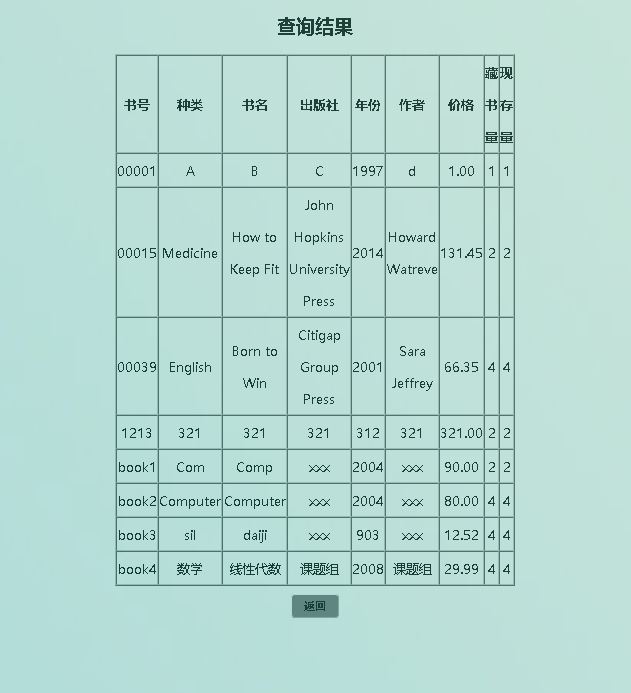 查询结果
书号 种类 书名 出版社 年份 作者 价格 藏书量 现存量
00001 A B C 1997 d 1.00 1 1
00015 Medicine How to Keep Fit John Hopkins University Press 2014 Howard Watreve 131.45 2 2
00039 English Born to Win Citigap Group Press 2001 Sara Jeffrey 66.35 4 4
1213 321 321 321 312 321 321.00 2 2
book1 Com Comp xxx 2004 xxx 90.00 2 2
book2 Computer Computer xxx 2004 xxx 80.00 4 4
book3 sil daiji xxx 903 xxx 12.52 4 4
book4 数学 线性代数 课题组 2008 课题组 29.99 4 4
返回